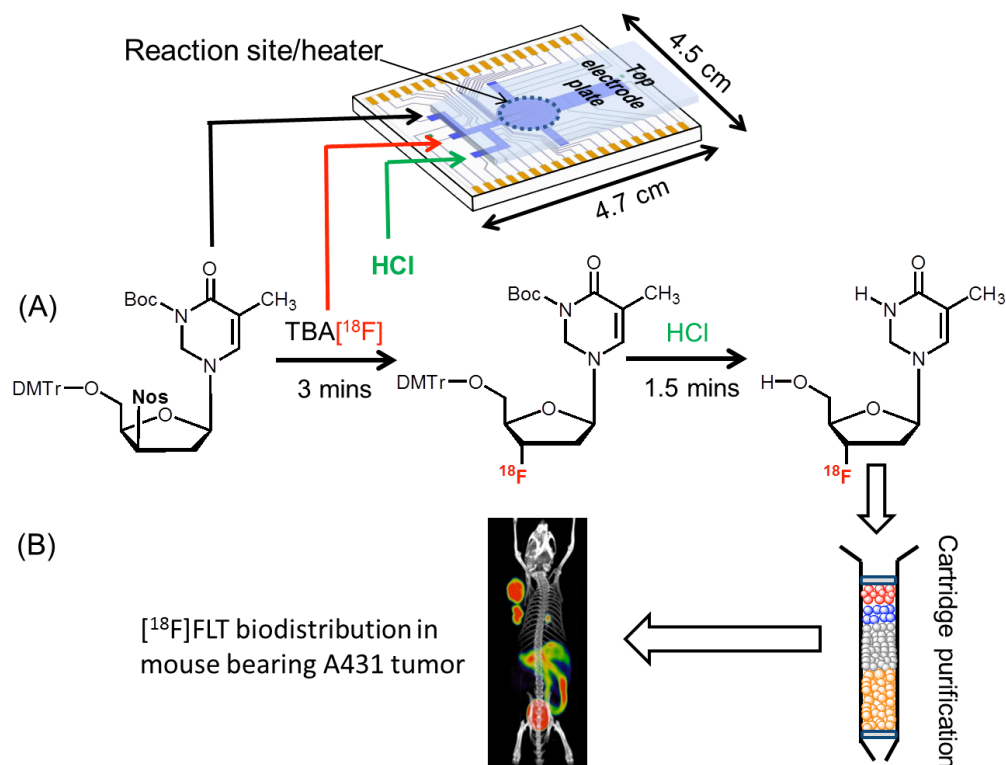 Reaction site/heater
Top
electrode
plate
4.5 cm
4.7 cm
HCl
(A)
O
Boc
N
CH₃
N
DMTr
O
Nos
O
TBA[¹⁸F]
3 mins
O
Boc
N
CH₃
N
DMTr
O
O
¹⁸F
HCl
1.5 mins
O
H
N
CH₃
N
H
O
O
¹⁸F
(B)
[¹⁸F]FLT biodistribution in
mouse bearing A431 tumor
Cartridge purification